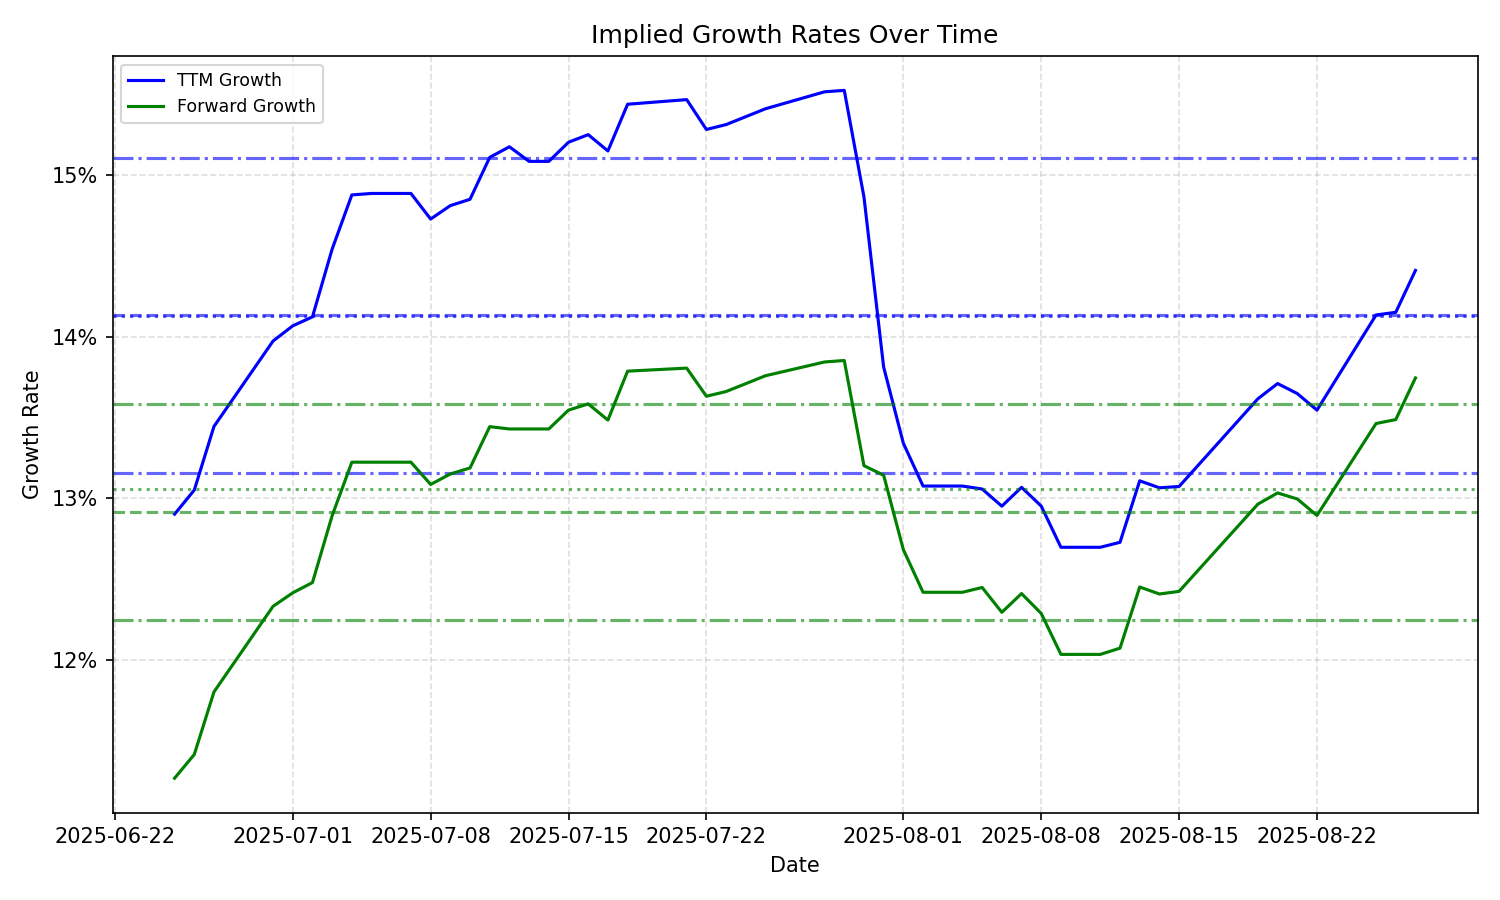 Implied Growth Rates Over Time
TTM Growth
Forward Growth
15%
14%
13%
12%
Growth Rate
2025-06-22
2025-07-01
2025-07-08
2025-07-15
2025-07-22
2025-08-01
2025-08-08
2025-08-15
2025-08-22
Date